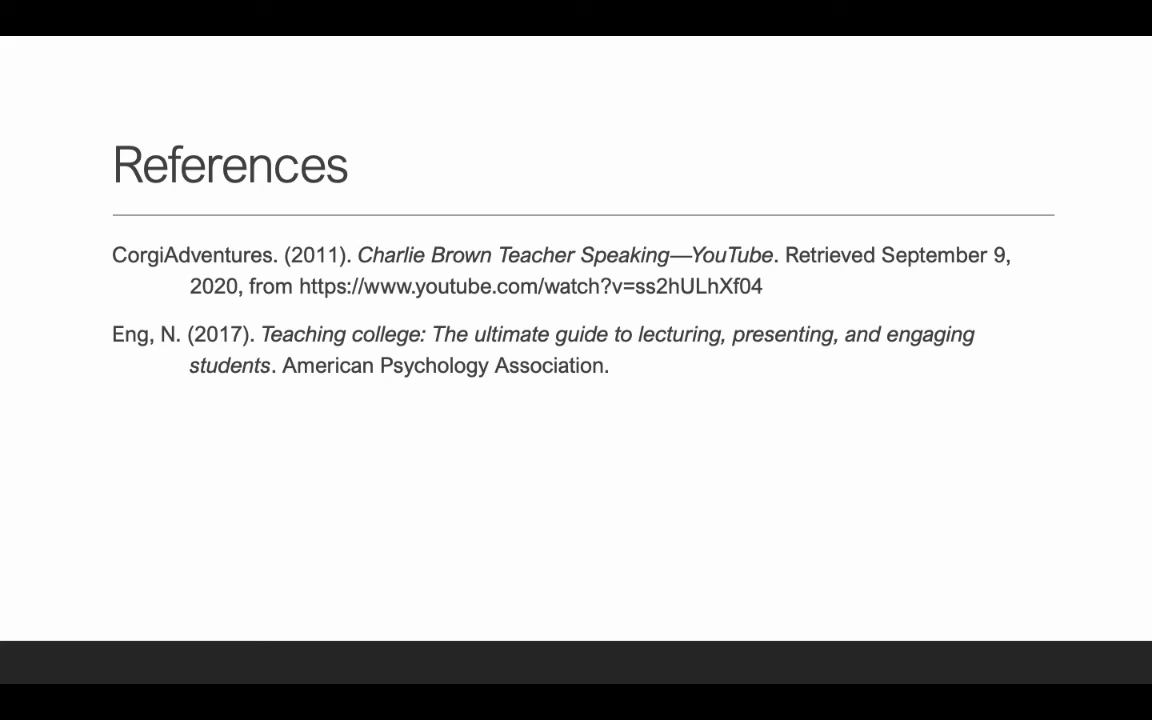 References
CorgiAdventures. (2011). Charlie Brown Teacher Speaking—YouTube. Retrieved September 9,
2020, from https://www.youtube.com/watch?v=ss2hULhXf04
Eng, N. (2017). Teaching college: The ultimate guide to lecturing, presenting, and engaging
students. American Psychology Association.